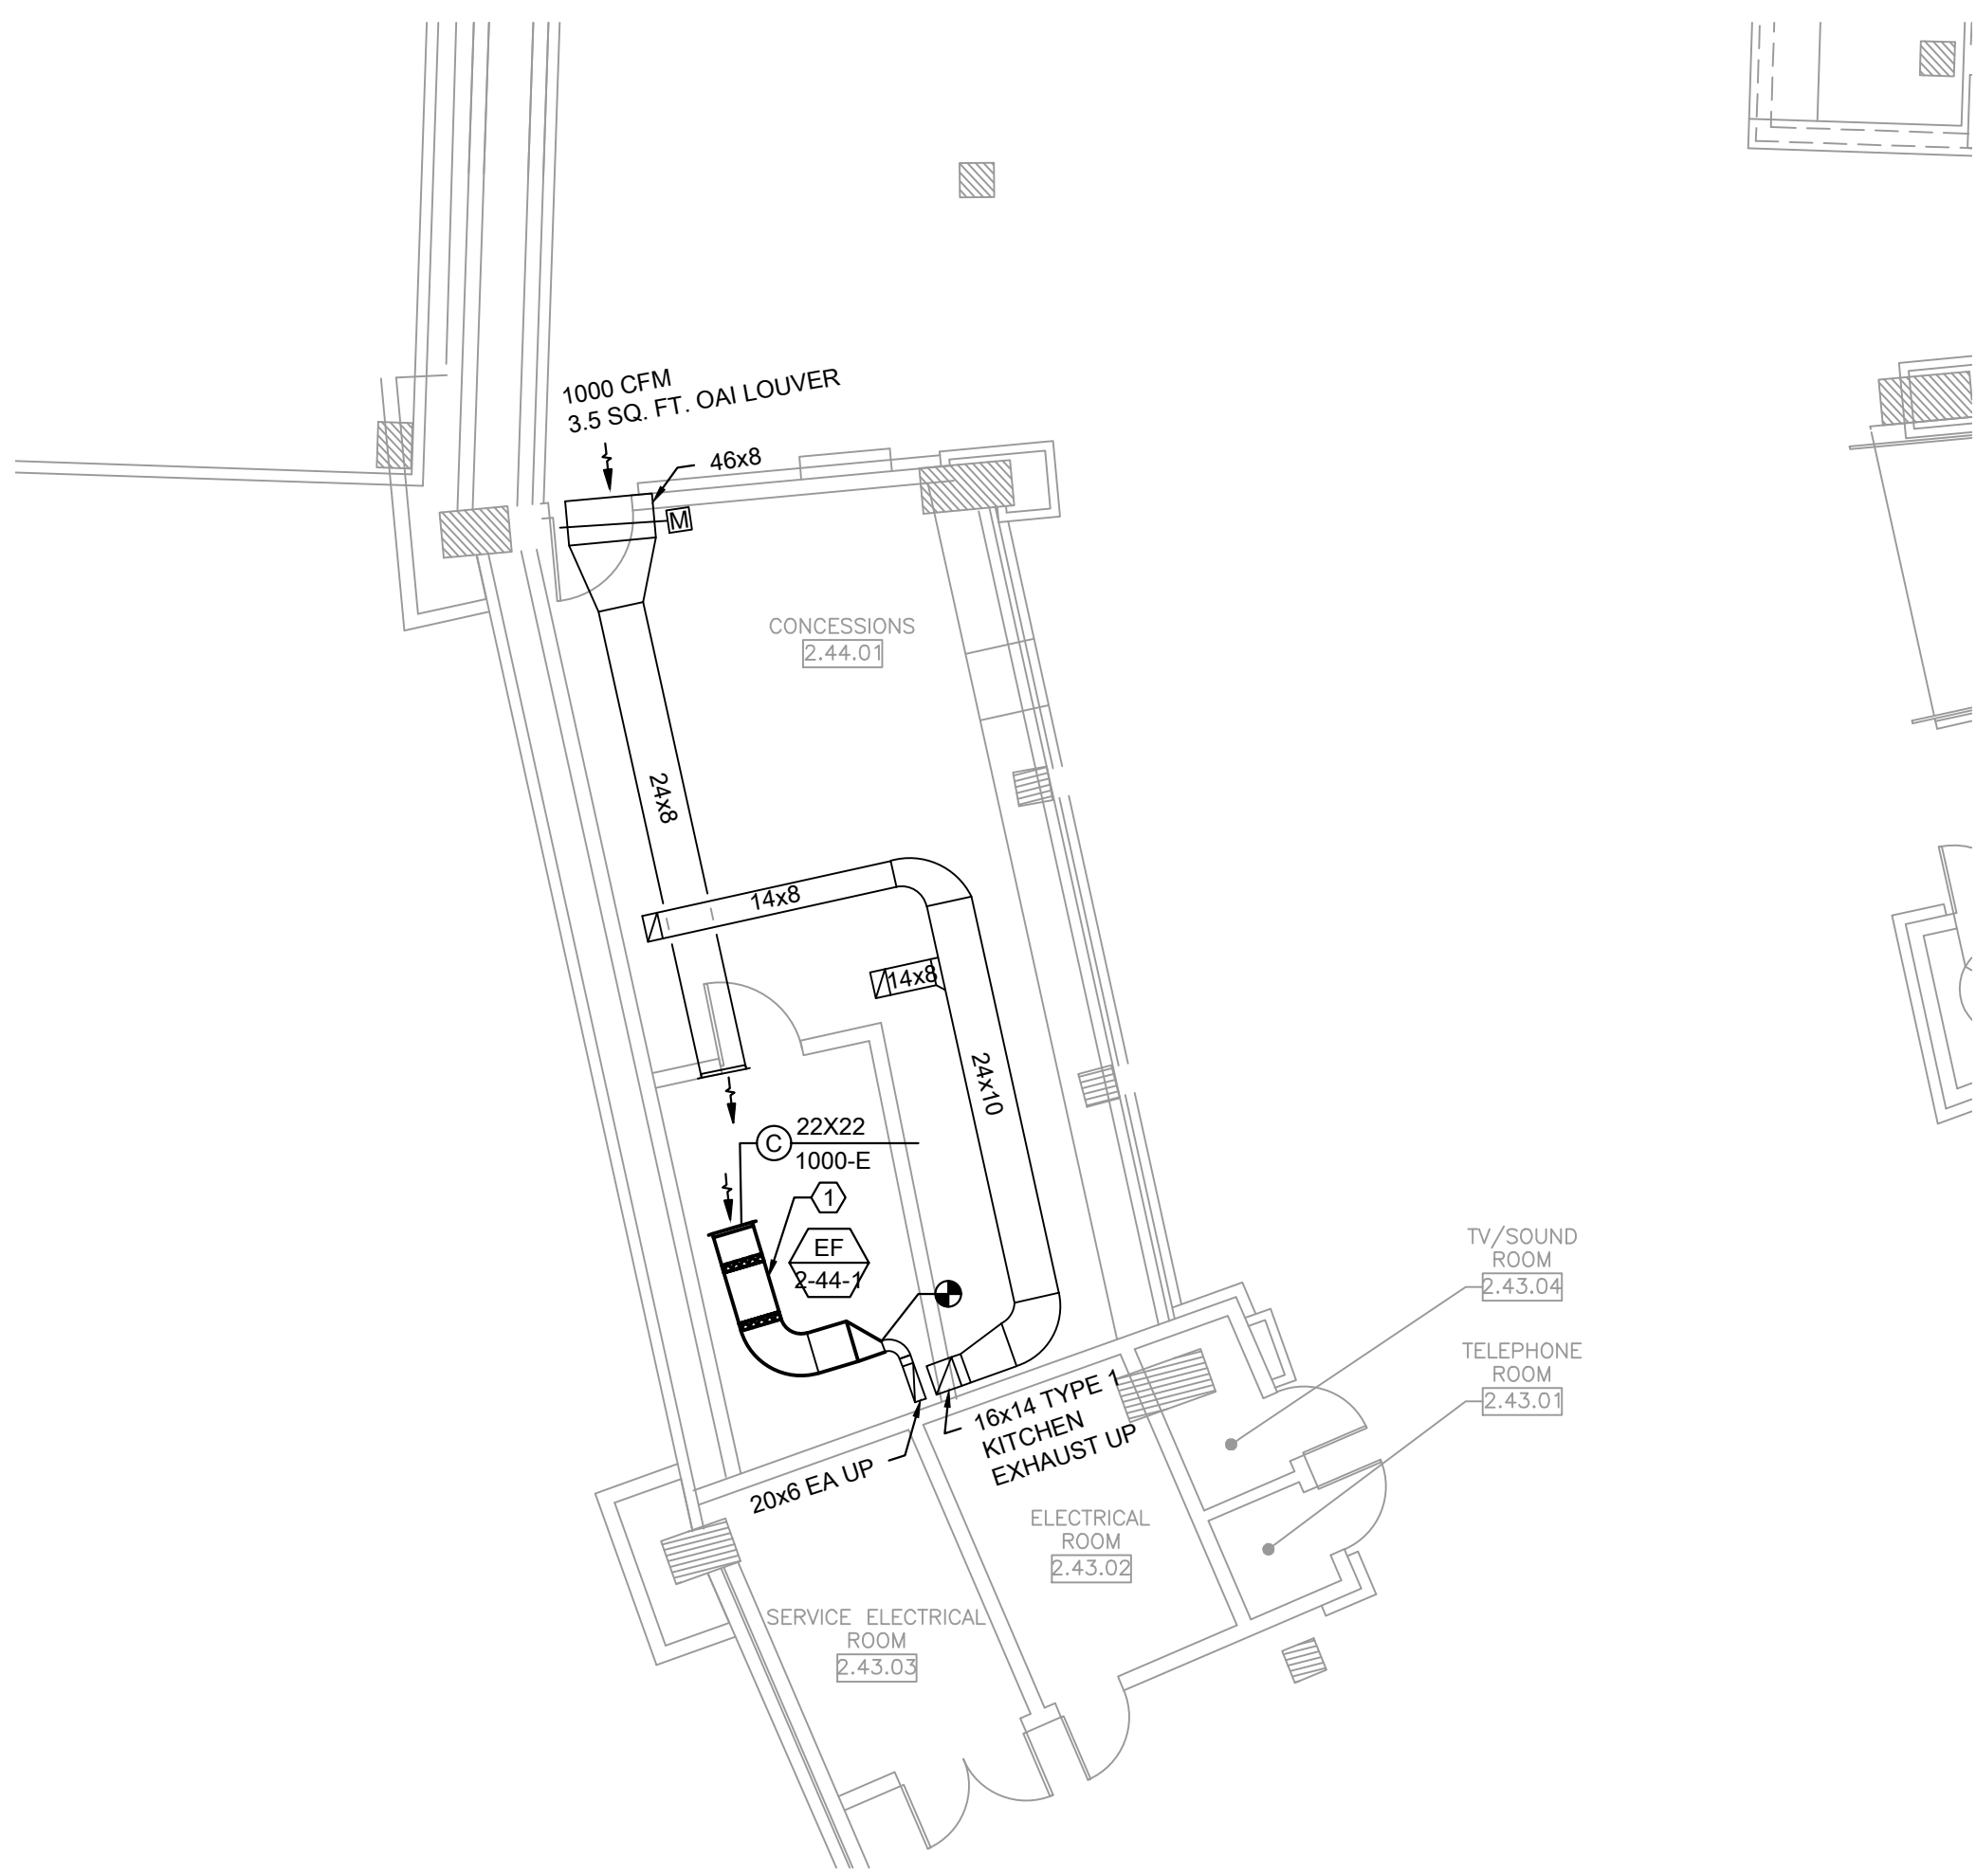 1000 CFM
3.5 SQ. FT. OAI LOUVER
46x8
M
CONCESSIONS
2.44.01
24x8
14x8
14x8
24x10
C
22X22
1000-E
1
EF
2-44-1
16x14 TYPE 1
KITCHEN
EXHAUST UP
20x6 EA UP
TV/SOUND
ROOM
2.43.04
TELEPHONE
ROOM
2.43.01
ELECTRICAL
ROOM
2.43.02
SERVICE ELECTRICAL
ROOM
2.43.03